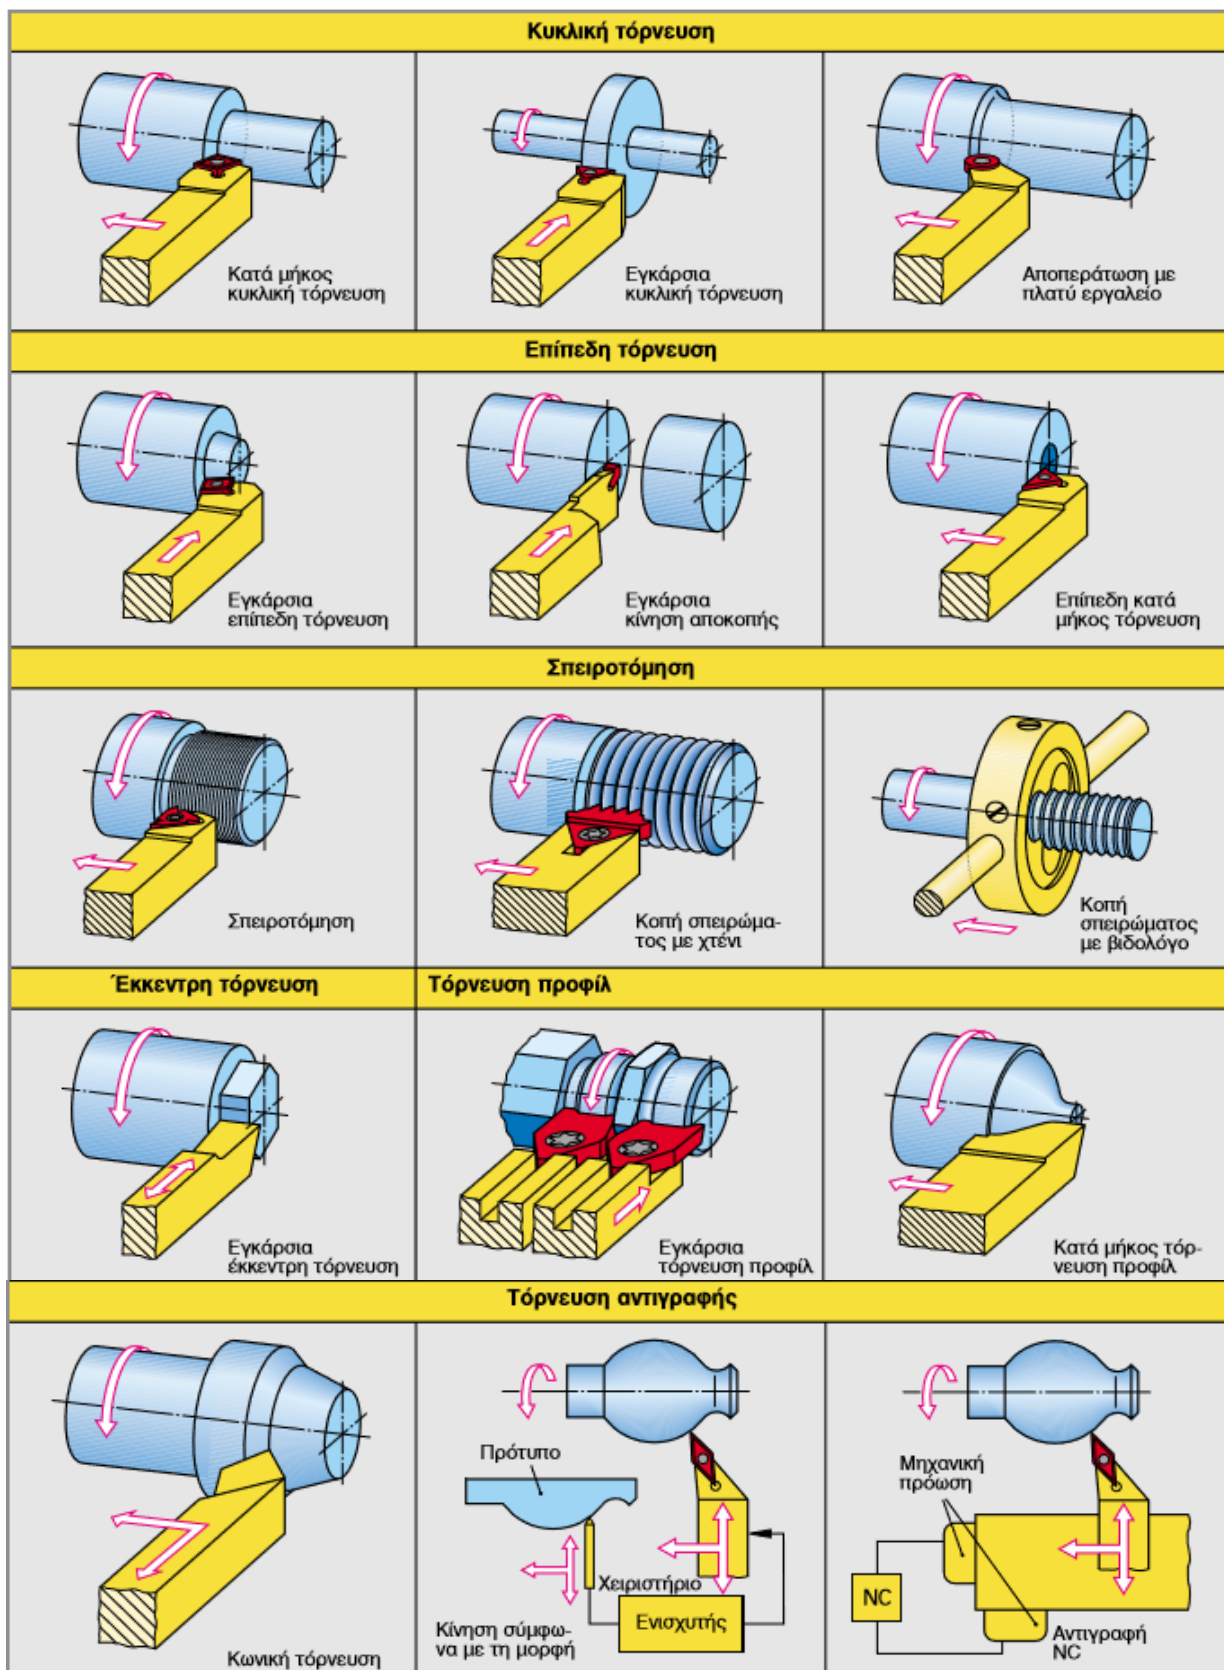 Κυκλική τόρνευση
Κατά μήκος
κυκλική τόρνευση
Εγκάρσια
κυκλική τόρνευση
Αποπεράτωση με
πλατύ εργαλείο
Επίπεδη τόρνευση
Εγκάρσια
επίπεδη τόρνευση
Εγκάρσια
κίνηση αποκοπής
Επίπεδη κατά
μήκος τόρνευση
Σπειροτόμηση
Σπειροτόμηση
Κοπή σπειρώμα-
τος με χτένι
Κοπή
σπειρώματος
με βιδολόγο
Έκκεντρη τόρνευση
Τόρνευση προφίλ
Εγκάρσια
έκκεντρη τόρνευση
Εγκάρσια
τόρνευση προφίλ
Κατά μήκος τόρ-
νευση προφίλ
Τόρνευση αντιγραφής
Κωνική τόρνευση
Πρότυπο
Χειριστήριο
Ενισχυτής
Κίνηση σύμφω-
να με τη μορφή
Μηχανική
πρόωση
NC
Αντιγραφή
NC